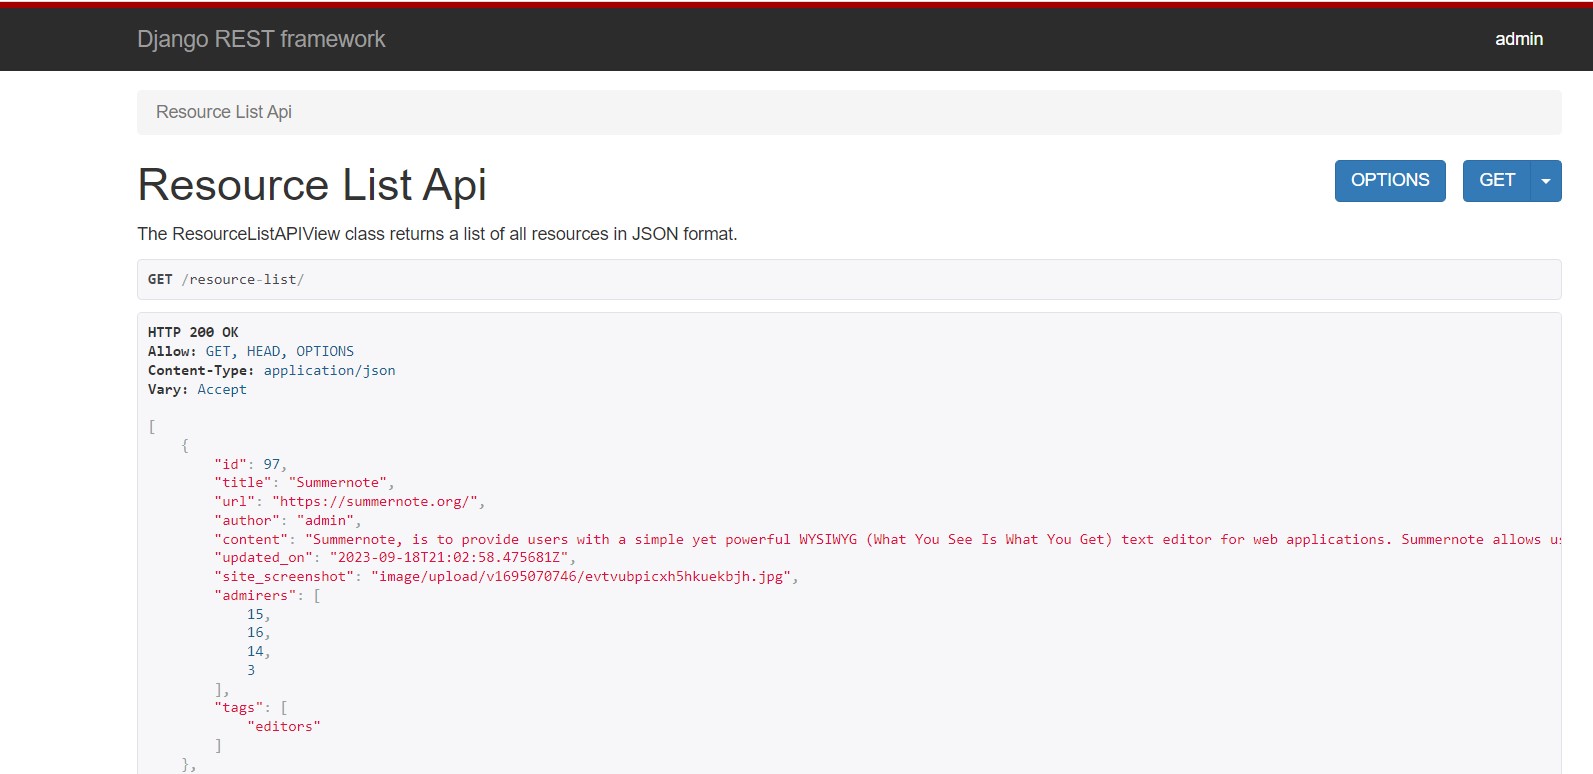 Django REST framework
admin
Resource List Api
Resource List Api
OPTIONS
GET
The ResourceListAPIView class returns a list of all resources in JSON format.
GET /resource-list/
HTTP 200 OK
Allow: GET, HEAD, OPTIONS
Content-Type: application/json
Vary: Accept
[
{
"id": 97,
"title": "Summernote",
"url": "https://summernote.org/",
"author": "admin",
"content": "Summernote, is to provide users with a simple yet powerful WYSIWYG (What You See Is What You Get) text editor for web applications. Summernote allows
"updated_on": "2023-09-18T21:02:58.475681Z",
"site_screenshot": "image/upload/v1695070746/evtvubpicxh5hkuekbjh.jpg",
"admirers": [
15,
16,
14,
3
],
"tags": [
"editors"
]
},